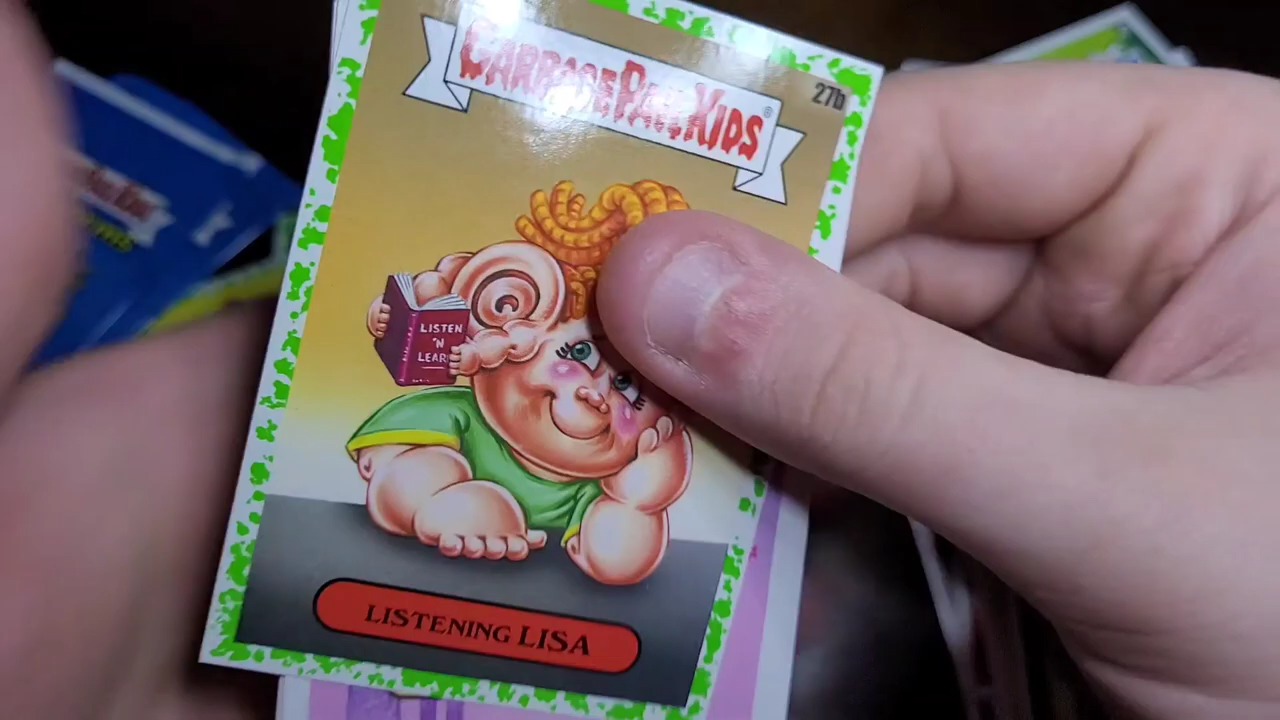 GARBAGE PAIL KIDS®
27b
LISTEN
'N
LEARN
LISTENING LISA